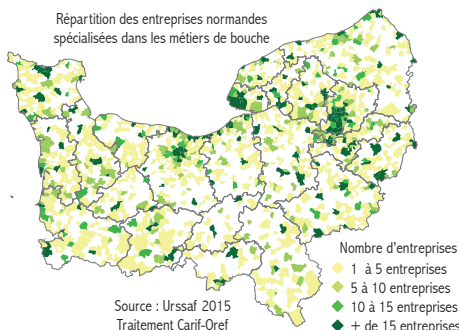 Répartition des entreprises normandes
spécialisées dans les métiers de bouche
Nombre d'entreprises
1 à 5 entreprises
5 à 10 entreprises
10 à 15 entreprises
+ de 15 entreprises
Source : Urssaf 2015
Traitement Carif-Oref